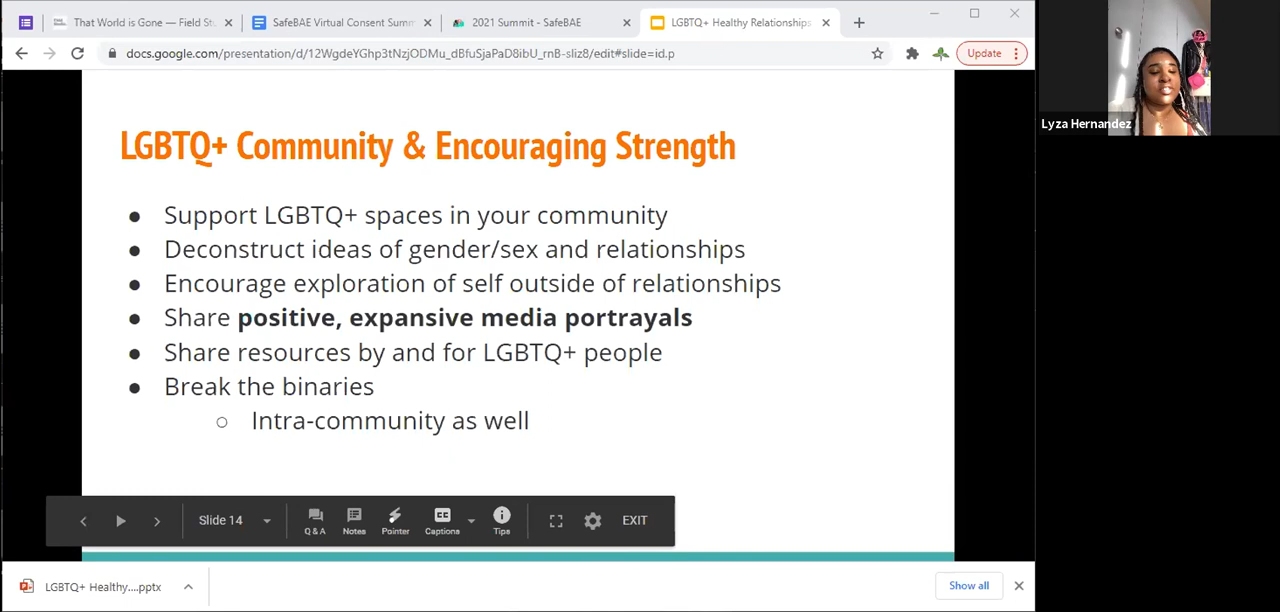 That World is Gone — Field St
SafeBAE Virtual Consent Summ
2021 Summit - SafeBAE
LGBTQ+ Healthy Relationships
docs.google.com/presentation/d/12WgdeYGhp3tNzjODMu_dBfuSjaPaD8ibU_rnB-sliz8/edit#slide=id.p
Update
Lyza Hernandez
LGBTQ+ Community & Encouraging Strength
● Support LGBTQ+ spaces in your community
● Deconstruct ideas of gender/sex and relationships
● Encourage exploration of self outside of relationships
● Share positive, expansive media portrayals
● Share resources by and for LGBTQ+ people
● Break the binaries
○ Intra-community as well
Slide 14
Q & A
Notes
Pointer
Captions
Tips
EXIT
LGBTQ+ Healthy....pptx
Show all